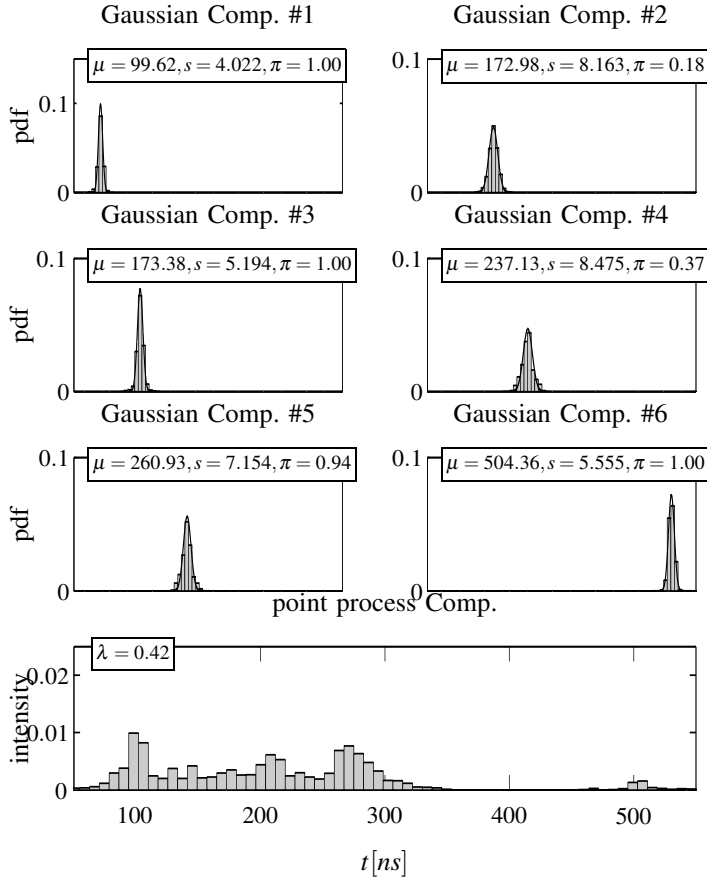 Gaussian Comp. #1
Gaussian Comp. #2
μ = 99.62, s = 4.022, π = 1.00
μ = 172.98, s = 8.163, π = 0.18
0.1
0.1
pdf
0
0
Gaussian Comp. #3
Gaussian Comp. #4
μ = 173.38, s = 5.194, π = 1.00
μ = 237.13, s = 8.475, π = 0.37
0.1
0.1
pdf
0
0
Gaussian Comp. #5
Gaussian Comp. #6
μ = 260.93, s = 7.154, π = 0.94
μ = 504.36, s = 5.555, π = 1.00
0.1
0.1
pdf
0
0
point process Comp.
λ = 0.42
0.02
intensity
0.01
0
100
200
300
400
500
t[ns]